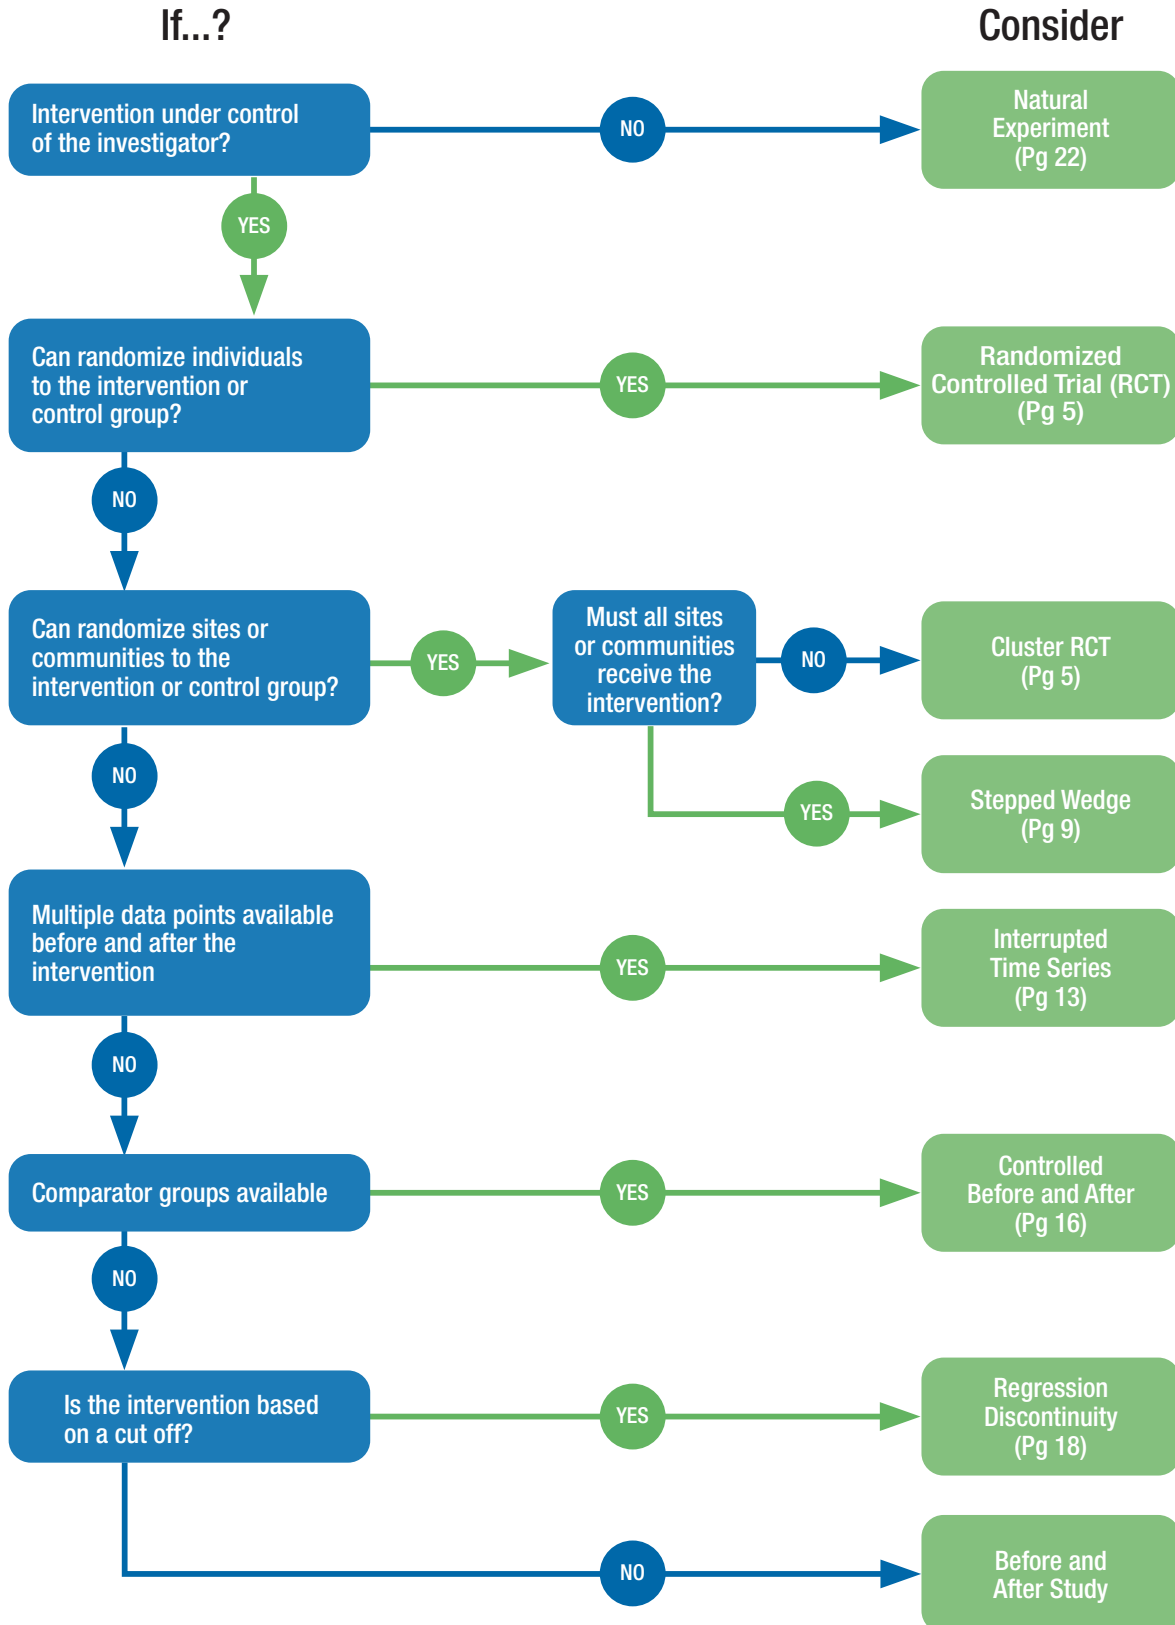 If...?
Consider
Intervention under control
of the investigator?
NO
Natural
Experiment
(Pg 22)
YES
Can randomize individuals
to the intervention or
control group?
YES
Randomized
Controlled Trial (RCT)
(Pg 5)
NO
Can randomize sites or
communities to the
intervention or control group?
YES
Must all sites
or communities
receive the
intervention?
NO
Cluster RCT
(Pg 5)
YES
Stepped Wedge
(Pg 9)
NO
Multiple data points available
before and after the
intervention
YES
Interrupted
Time Series
(Pg 13)
NO
Comparator groups available
YES
Controlled
Before and After
(Pg 16)
NO
Is the intervention based
on a cut off?
YES
Regression
Discontinuity
(Pg 18)
NO
Before and
After Study